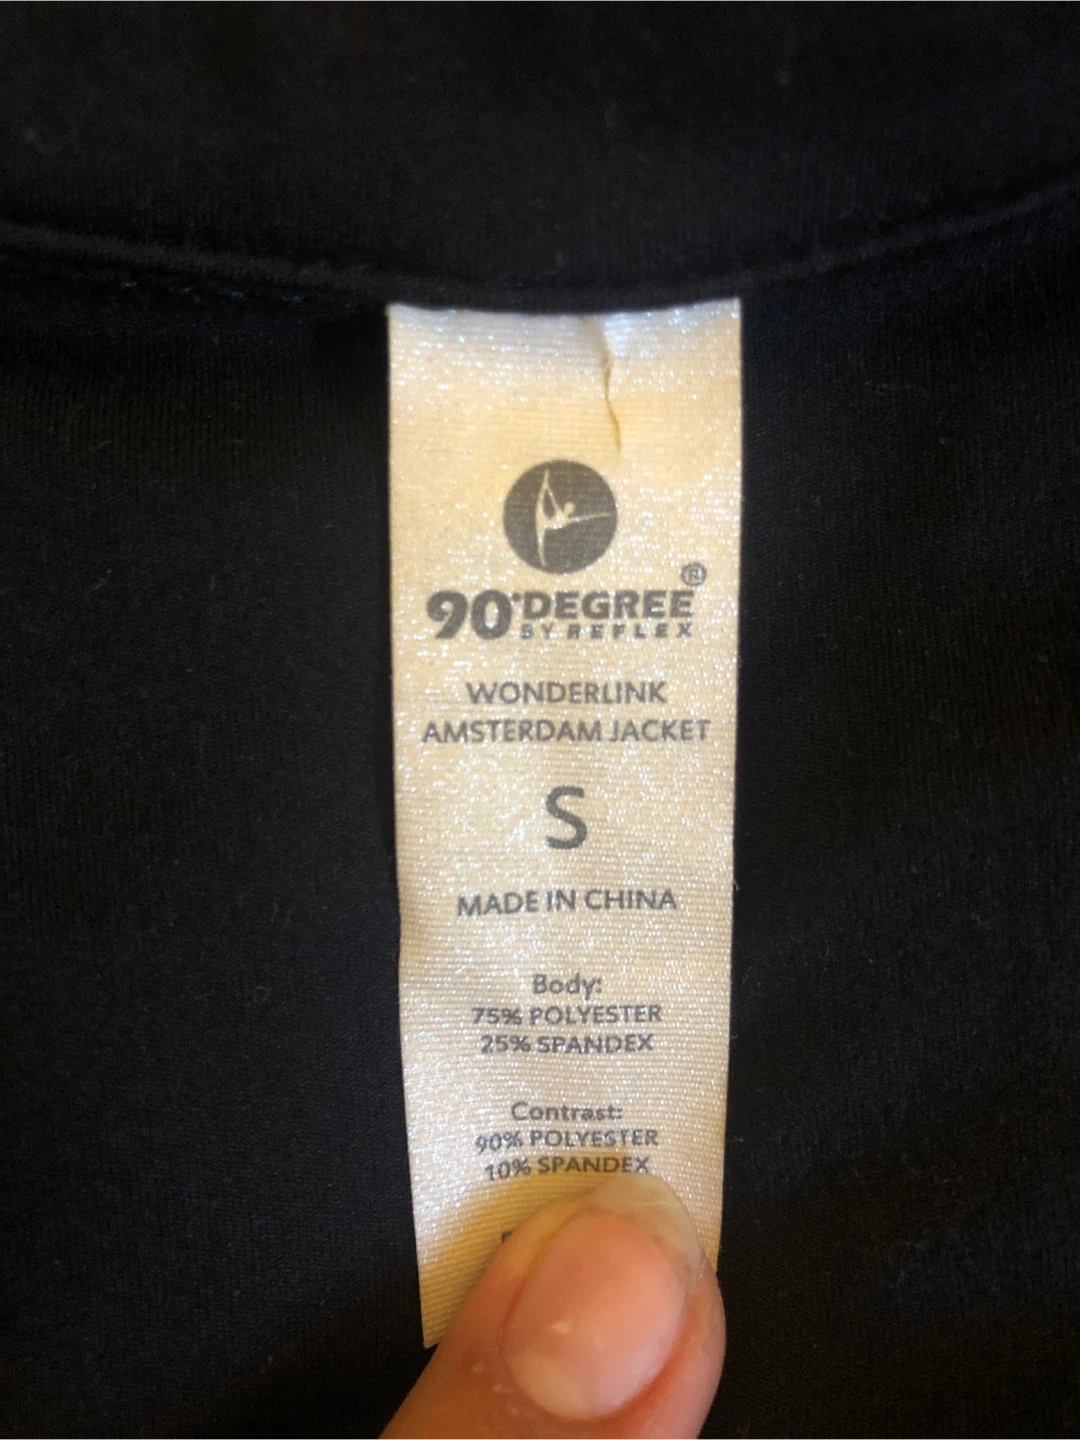 90°DEGREE®
BY REFLEX
WONDERLINK
AMSTERDAM JACKET
S
MADE IN CHINA
Body:
75% POLYESTER
25% SPANDEX
Contrast:
90% POLYESTER
10% SPANDEX